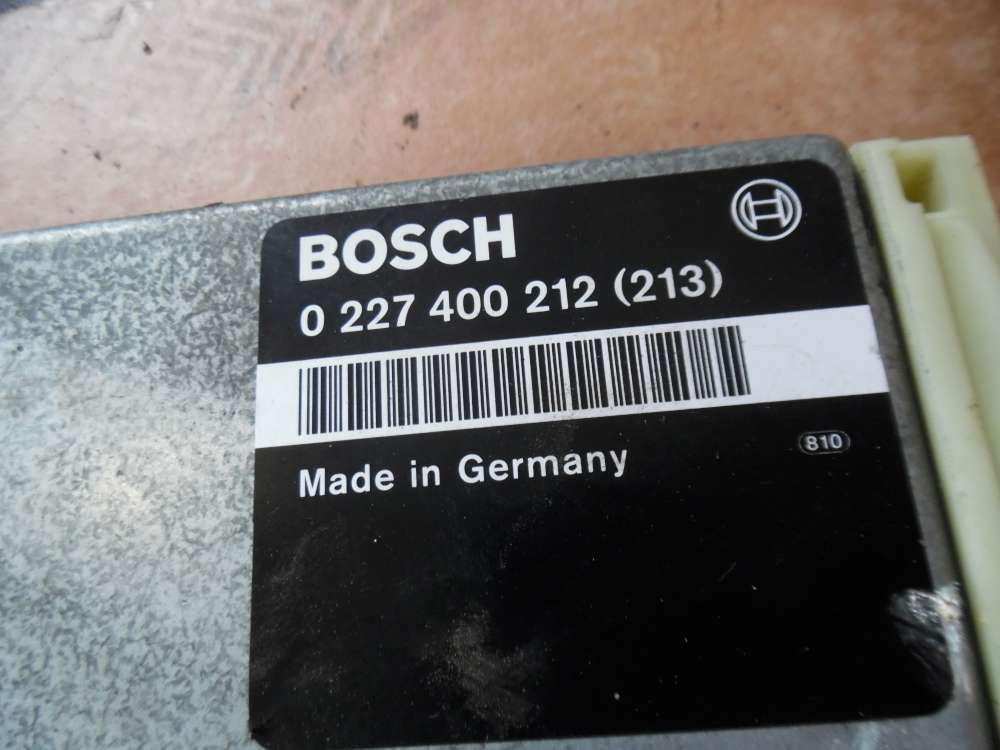 BOSCH
0 227 400 212 (213)
Made in Germany
810